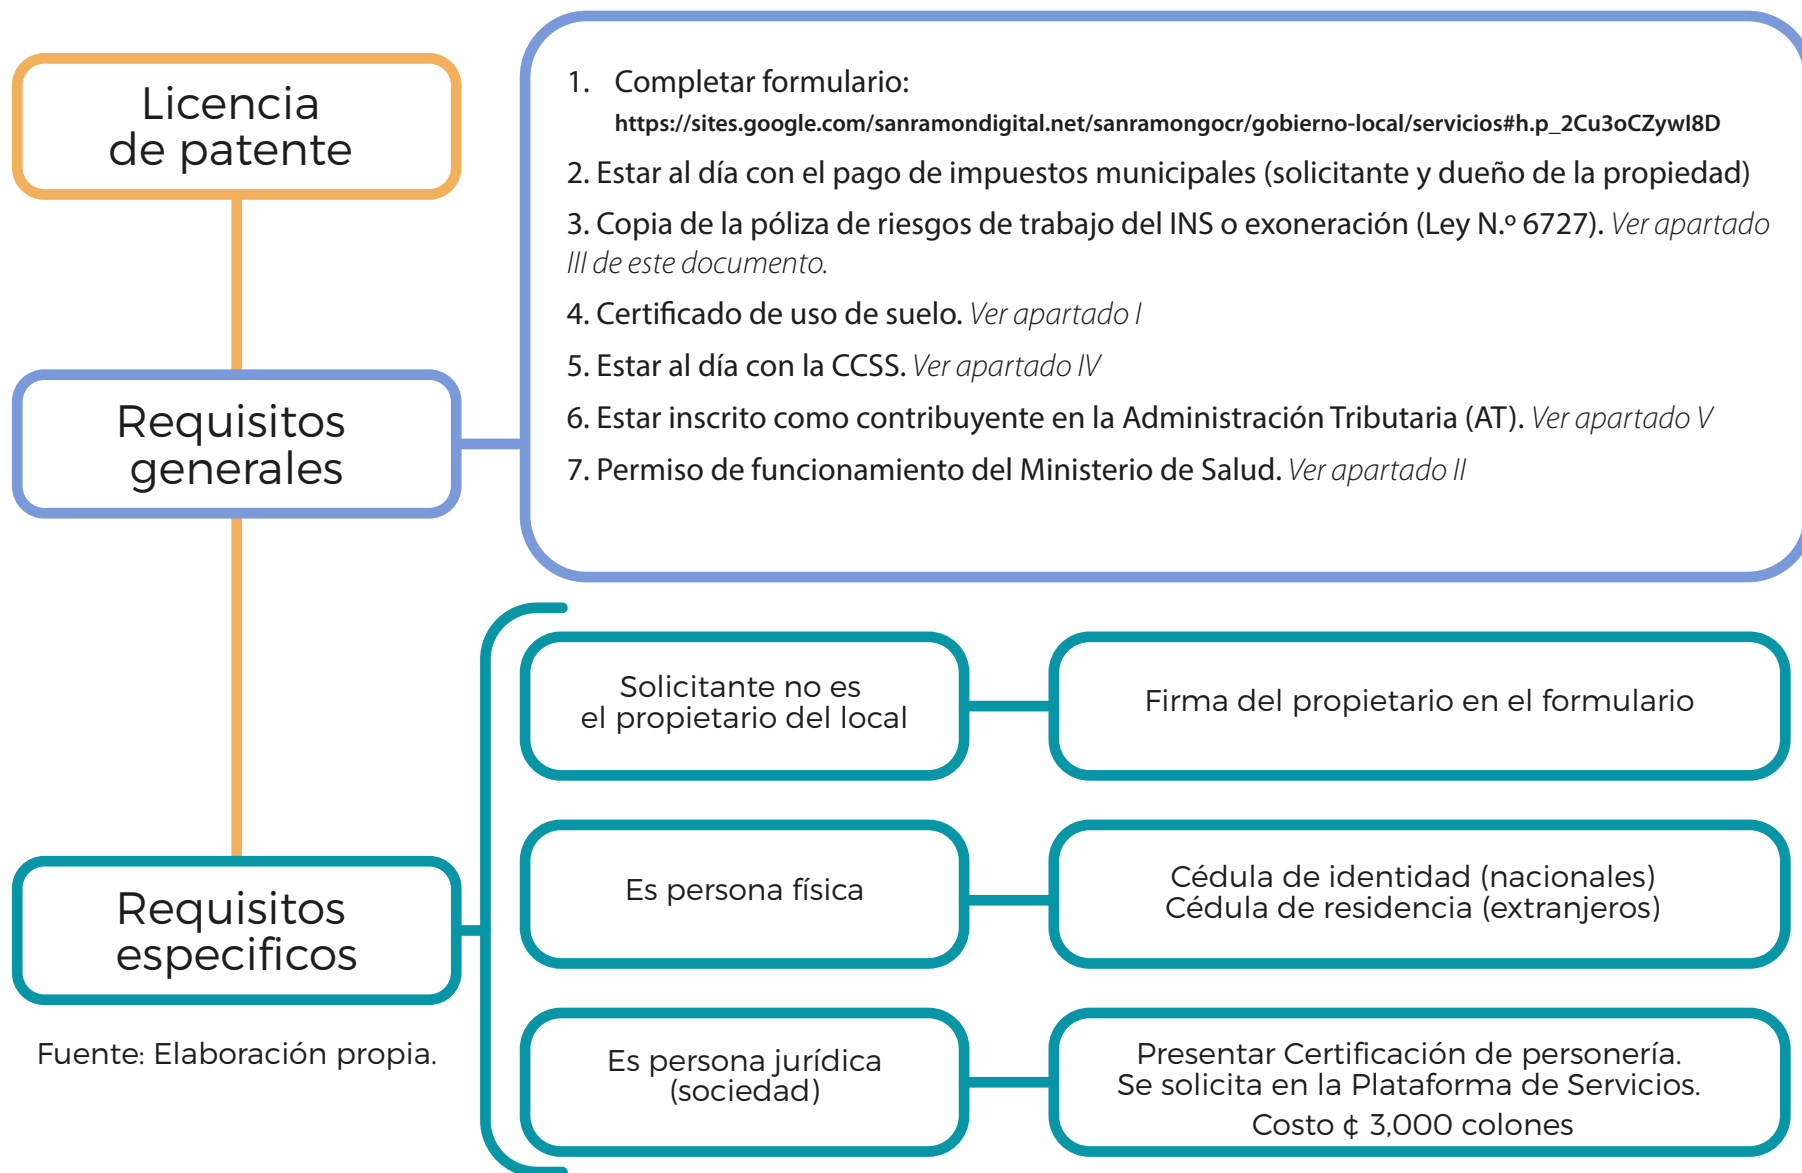 Licencia
de patente
1. Completar formulario:
https://sites.google.com/sanramondigital.net/sanramongocr/gobierno-local/servicios#h.p_2Cu3oCZywI8D
2. Estar al día con el pago de impuestos municipales (solicitante y dueño de la propiedad)
3. Copia de la póliza de riesgos de trabajo del INS o exoneración (Ley N.º 6727). Ver apartado
III de este documento.
4. Certificado de uso de suelo. Ver apartado I
5. Estar al día con la CCSS. Ver apartado IV
6. Estar inscrito como contribuyente en la Administración Tributaria (AT). Ver apartado V
7. Permiso de funcionamiento del Ministerio de Salud. Ver apartado II
Requisitos
generales
Requisitos
especificos
Solicitante no es
el propietario del local
Firma del propietario en el formulario
Es persona física
Cédula de identidad (nacionales)
Cédula de residencia (extranjeros)
Es persona jurídica
(sociedad)
Presentar Certificación de personería.
Se solicita en la Plataforma de Servicios.
Costo ¢ 3,000 colones
Fuente: Elaboración propia.